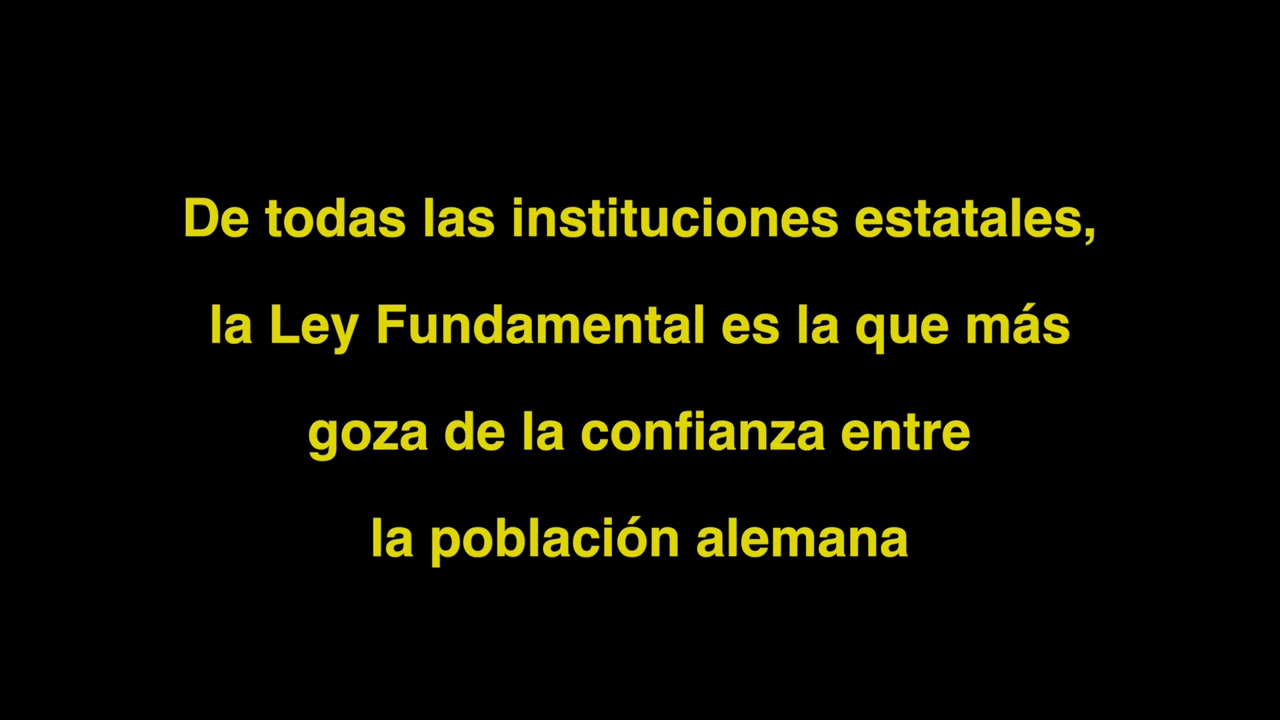 De todas las instituciones estatales,
la Ley Fundamental es la que más
goza de la confianza entre
la población alemana